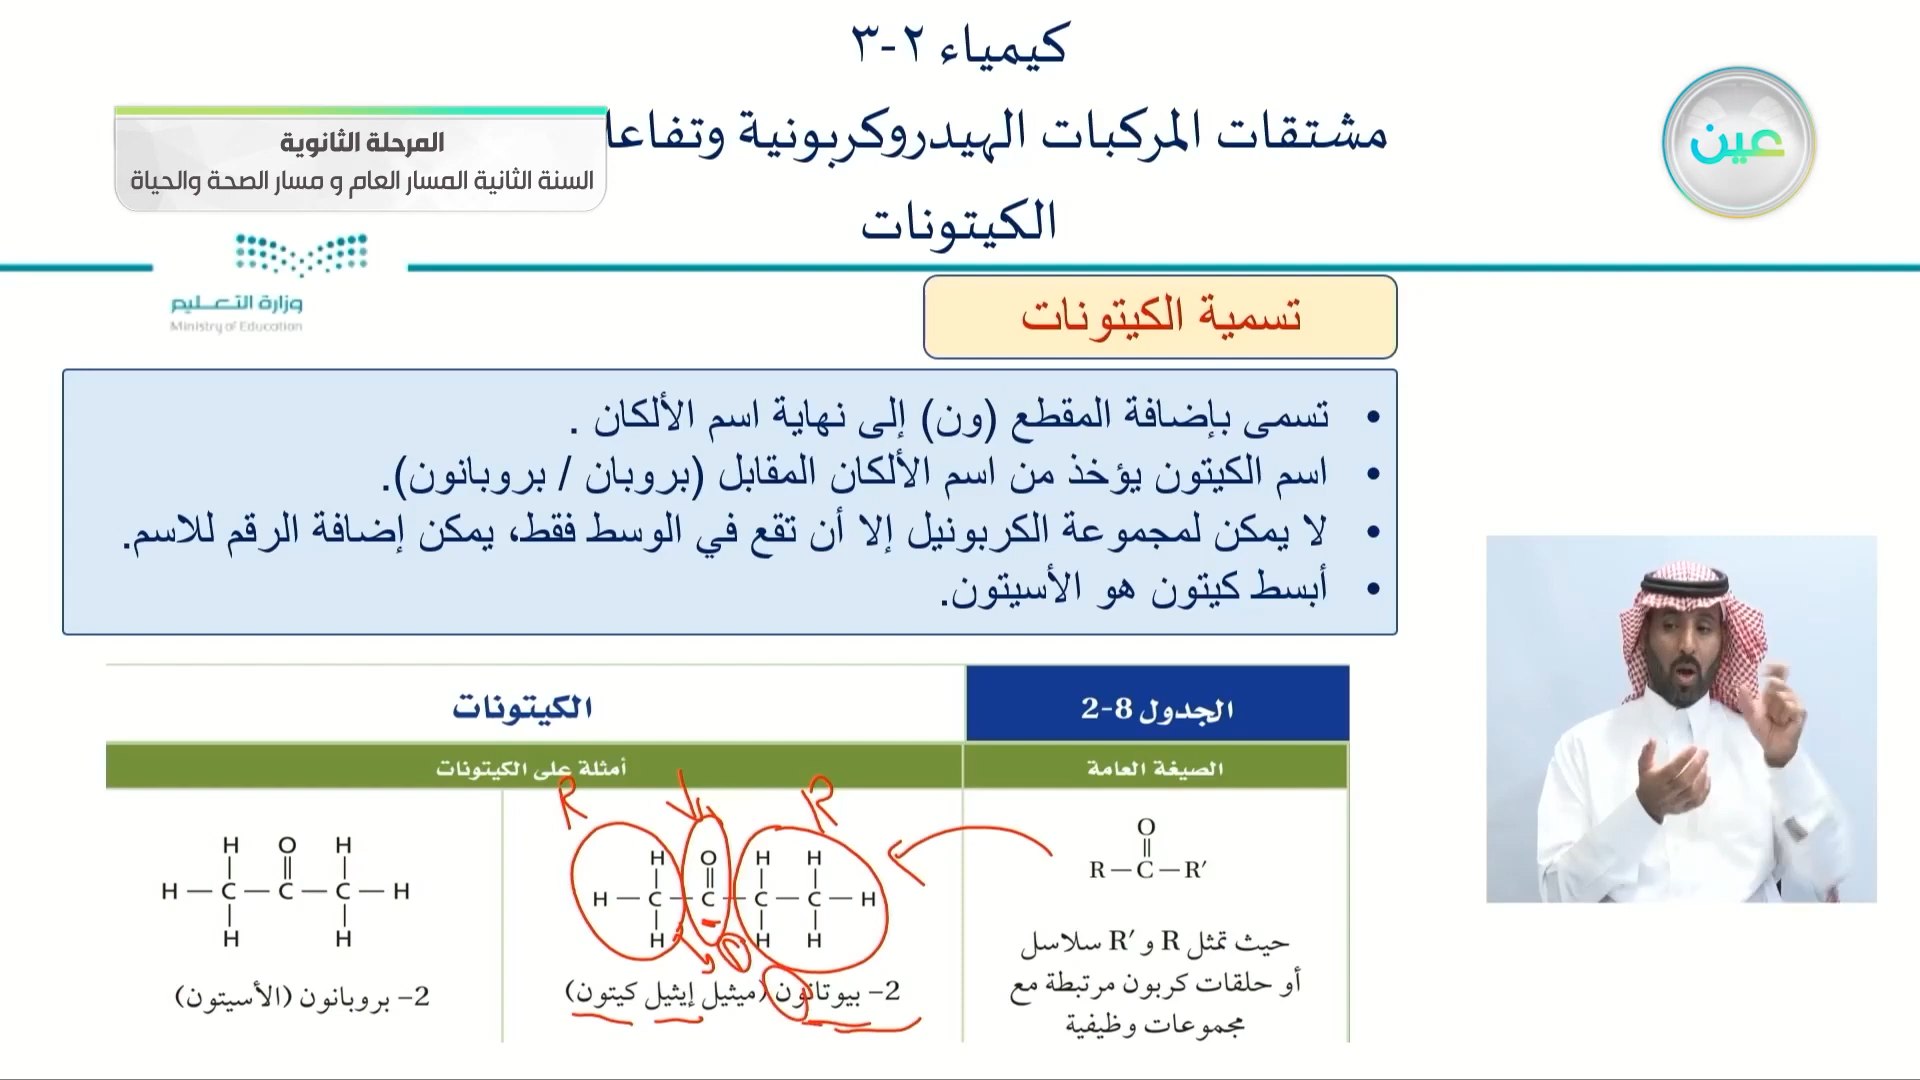 كيمياء ٢-٣
عين
مشتقات المركبات الهيدروكربونية وتفاعا
المرحلة الثانوية
السنة الثانية المسار العام و مسار الصحة والحياة
الكيتونات
وزارة التعليم
Ministry of Education
تسمية الكيتونات
• تسمى بإضافة المقطع (ون) إلى نهاية اسم الألكان .
• اسم الكيتون يؤخذ من اسم الألكان المقابل (بروبان / بروبانون).
• لا يمكن لمجموعة الكربونيل إلا أن تقع في الوسط فقط، يمكن إضافة الرقم للاسم.
• أبسط كيتون هو الأسيتون.
الجدول 8-2
الكيتونات
الصيغة العامة
أمثلة على الكيتونات
O
||
R—C—R′
حيث تمثل R و R′ سلاسل
أو حلقات كربون مرتبطة مع
مجموعات وظيفية
R R
H O H H
H—C—C—C—C—H
H H H
2- بيوتانون (ميثيل إيثيل كيتون)
H O H
H—C—C—C—H
H H
2- بروبانون (الأسيتون)